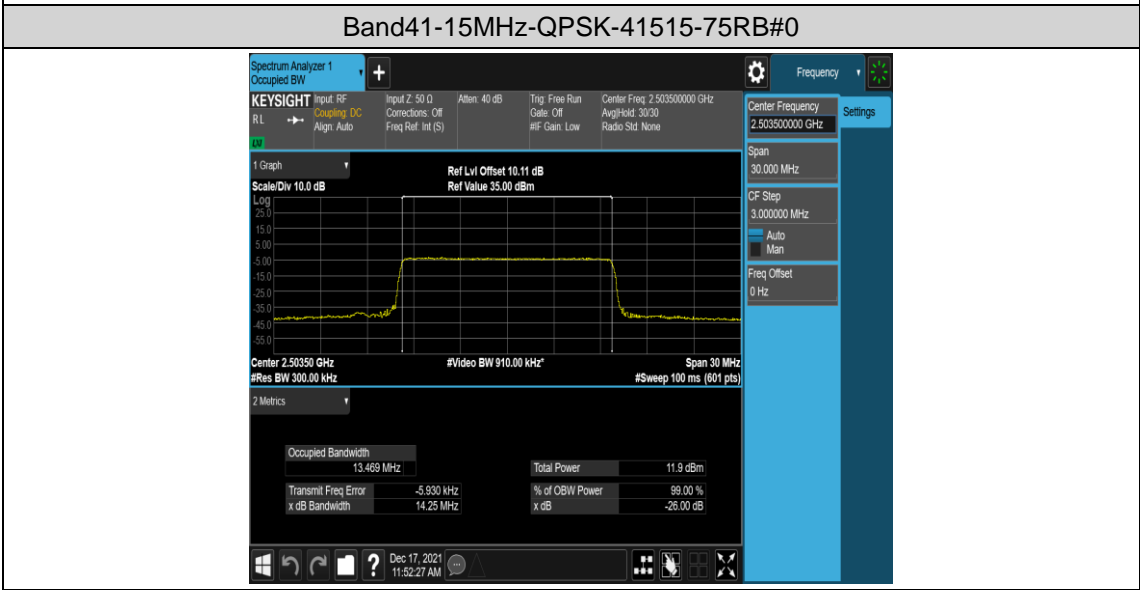 Band41-15MHz-QPSK-41515-75RB#0
Spectrum Analyzer 1
Occupied BW
Frequency
KEYSIGHT
RL
LXI
Input: RF
Coupling: DC
Align: Auto
Input Z: 50 Ω
Corrections: Off
Freq Ref: Int (S)
Atten: 40 dB
Trig: Free Run
Gate: Off
#IF Gain: Low
Center Freq: 2.503500000 GHz
Avg|Hold: 30/30
Radio Std: None
Center Frequency
2.503500000 GHz
Settings
Span
30.000 MHz
CF Step
3.000000 MHz
Auto
Man
Freq Offset
0 Hz
1 Graph
Scale/Div 10.0 dB
Ref Lvl Offset 10.11 dB
Ref Value 35.00 dBm
Log
25.0
15.0
5.00
-5.00
-15.0
-25.0
-35.0
-45.0
-55.0
Center 2.50350 GHz
#Video BW 910.00 kHz*
Span 30 MHz
#Res BW 300.00 kHz
#Sweep 100 ms (601 pts)
2 Metrics
Occupied Bandwidth
13.469 MHz
Total Power 11.9 dBm
Transmit Freq Error -5.930 kHz
% of OBW Power 99.00 %
x dB Bandwidth 14.25 MHz
x dB -26.00 dB
?
Dec 17, 2021
11:52:27 AM